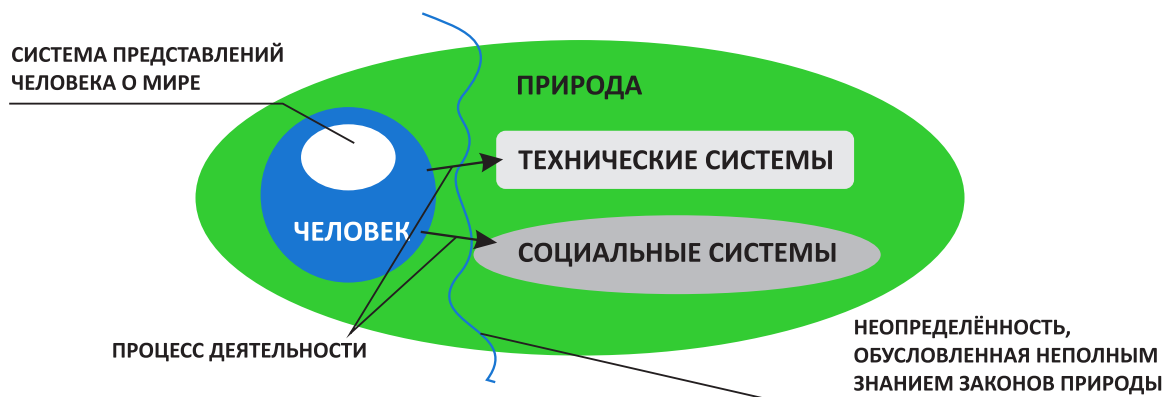 СИСТЕМА ПРЕДСТАВЛЕНИЙ
ЧЕЛОВЕКА О МИРЕ
ПРИРОДА
ТЕХНИЧЕСКИЕ СИСТЕМЫ
ЧЕЛОВЕК
СОЦИАЛЬНЫЕ СИСТЕМЫ
ПРОЦЕСС ДЕЯТЕЛЬНОСТИ
НЕОПРЕДЕЛЁННОСТЬ,
ОБУСЛОВЛЕННАЯ НЕПОЛНЫМ
ЗНАНИЕМ ЗАКОНОВ ПРИРОДЫ